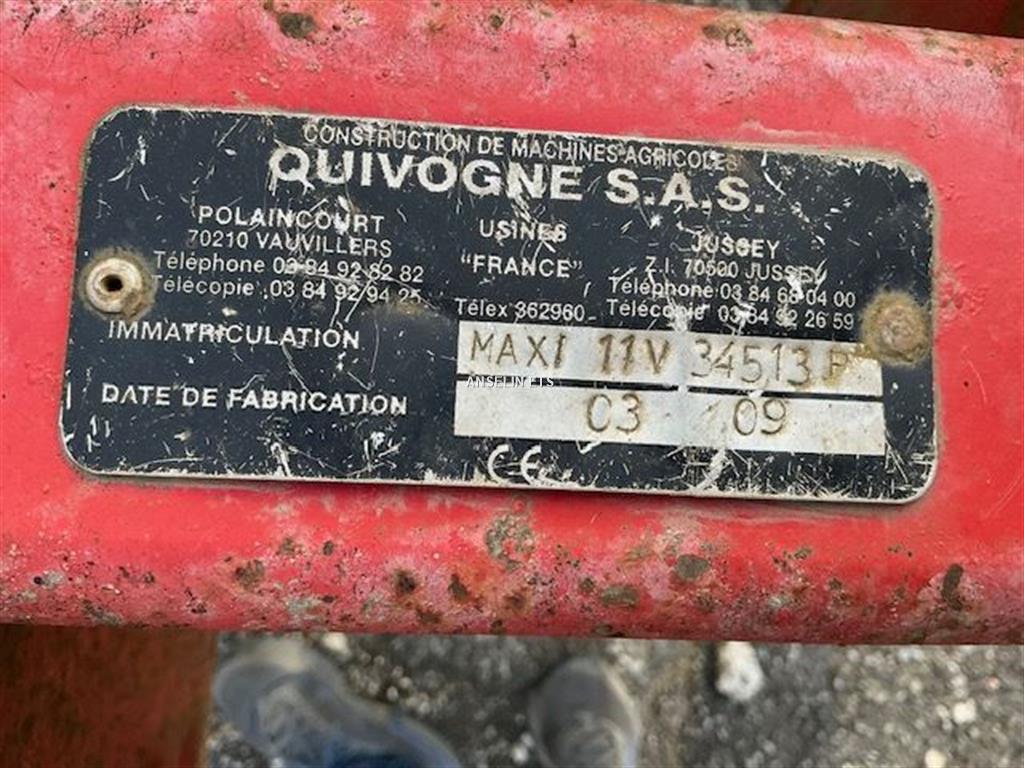 CONSTRUCTION DE MACHINES AGRICOLES
QUIVOGNE S.A.S.
POLAINCOURT
70210 VAUVILLERS
Téléphone 03 84 92 82 82
Télécopie 03 84 92 94 25
USINES
"FRANCE"
Télex 362960
JUSSEY
Z.I. 70500 JUSSEY
Téléphone 03 84 68 04 00
Télécopie 03 84 92 26 59
IMMATRICULATION MAXI 11V 34513
ANSELIN ETS
DATE DE FABRICATION 03 09
CE